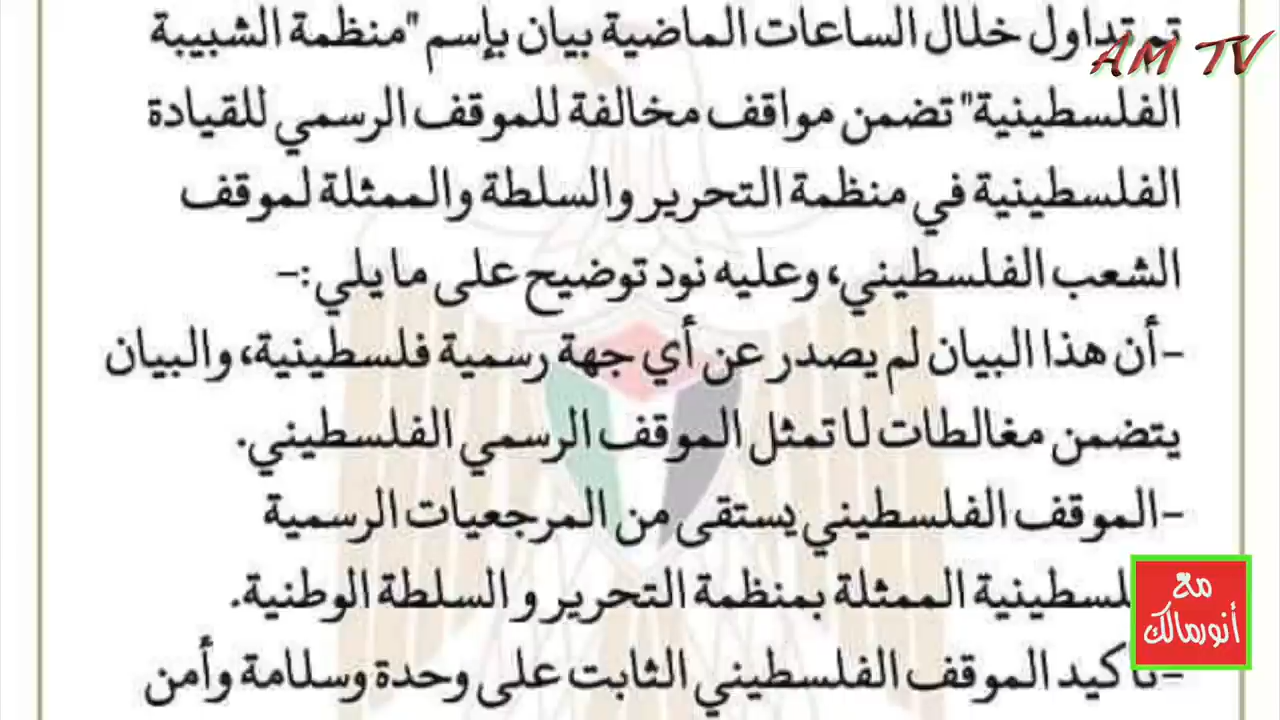 تم تداول خلال الساعات الماضية بيان بإسم "منظمة الشبيبة
الفلسطينية" تضمن مواقف مخالفة للموقف الرسمي للقيادة
الفلسطينية في منظمة التحرير والسلطة والممثلة لموقف
الشعب الفلسطيني، وعليه نود توضيح على ما يلي:-
-أن هذا البيان لم يصدر عن أي جهة رسمية فلسطينية، والبيان
يتضمن مغالطات لا تمثل الموقف الرسمي الفلسطيني.
-الموقف الفلسطيني يستقى من المرجعيات الرسمية
الفلسطينية الممثلة بمنظمة التحرير و السلطة الوطنية.
-تأكيد الموقف الفلسطيني الثابت على وحدة وسلامة وأمن
AM TV
مع
أنورمالك